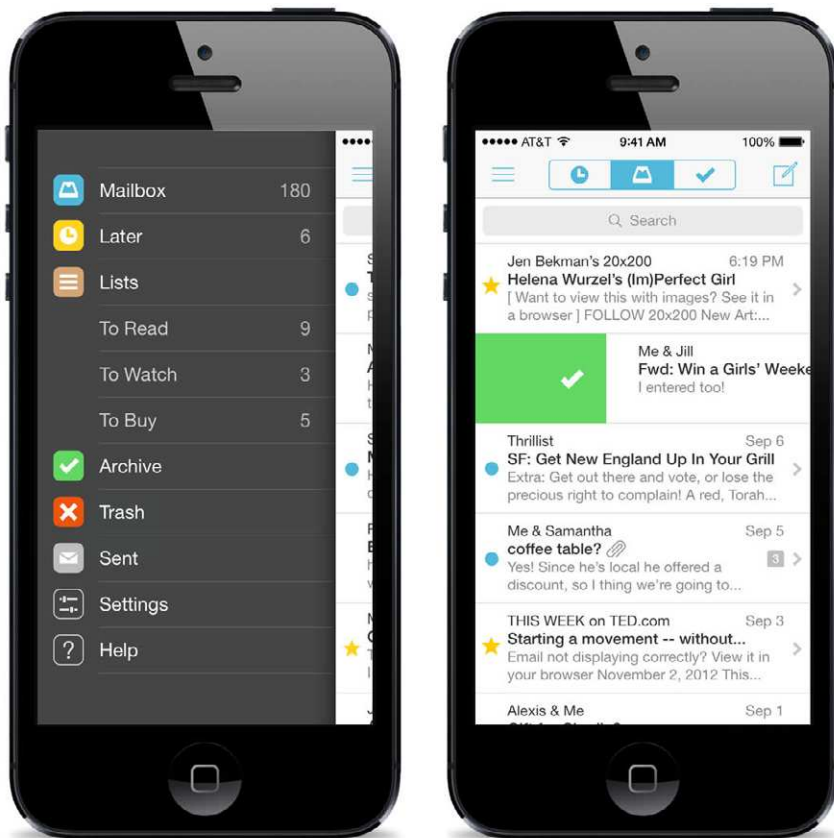 Mailbox 180
Later 6
Lists
To Read 9
To Watch 3
To Buy 5
Archive
Trash
Sent
Settings
? Help
AT&T 9:41 AM 100%
Search
Jen Bekman's 20x200 6:19 PM
Helena Wurzel's (Im)Perfect Girl
[ Want to view this with images? See it in
a browser ] FOLLOW 20x200 New Art:...
Me & Jill
Fwd: Win a Girls' Weeke
I entered too!
Thrillist Sep 6
SF: Get New England Up In Your Grill
Extra: Get out there and vote, or lose the
precious right to complain! A red, Torah...
Me & Samantha Sep 5
coffee table?
Yes! Since he's local he offered a 3
discount, so I thing we're going to...
THIS WEEK on TED.com Sep 3
Starting a movement -- without...
Email not displaying correctly? View it in
your browser November 2, 2012 This...
Alexis & Me Sep 1